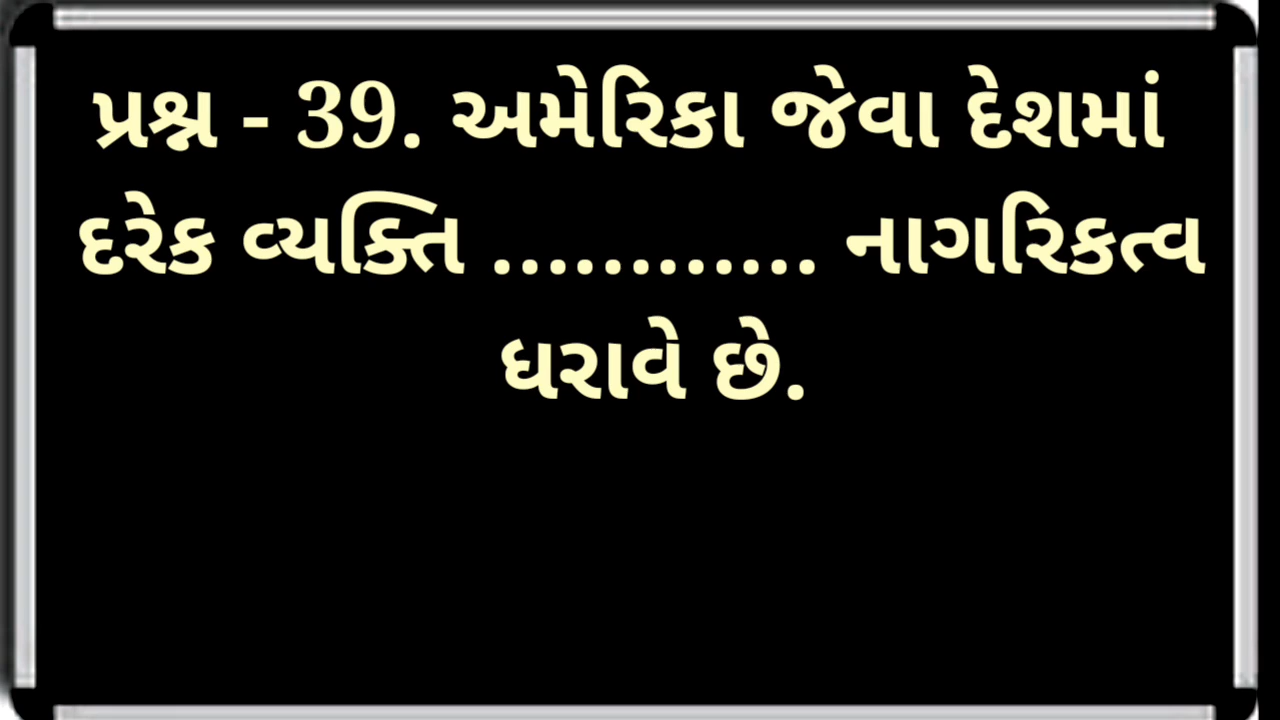 પ્રશ્ન - 39. અમેરિકા જેવા દેશમાં
દરેક વ્યક્તિ ............ નાગરિકત્વ
ધરાવે છે.